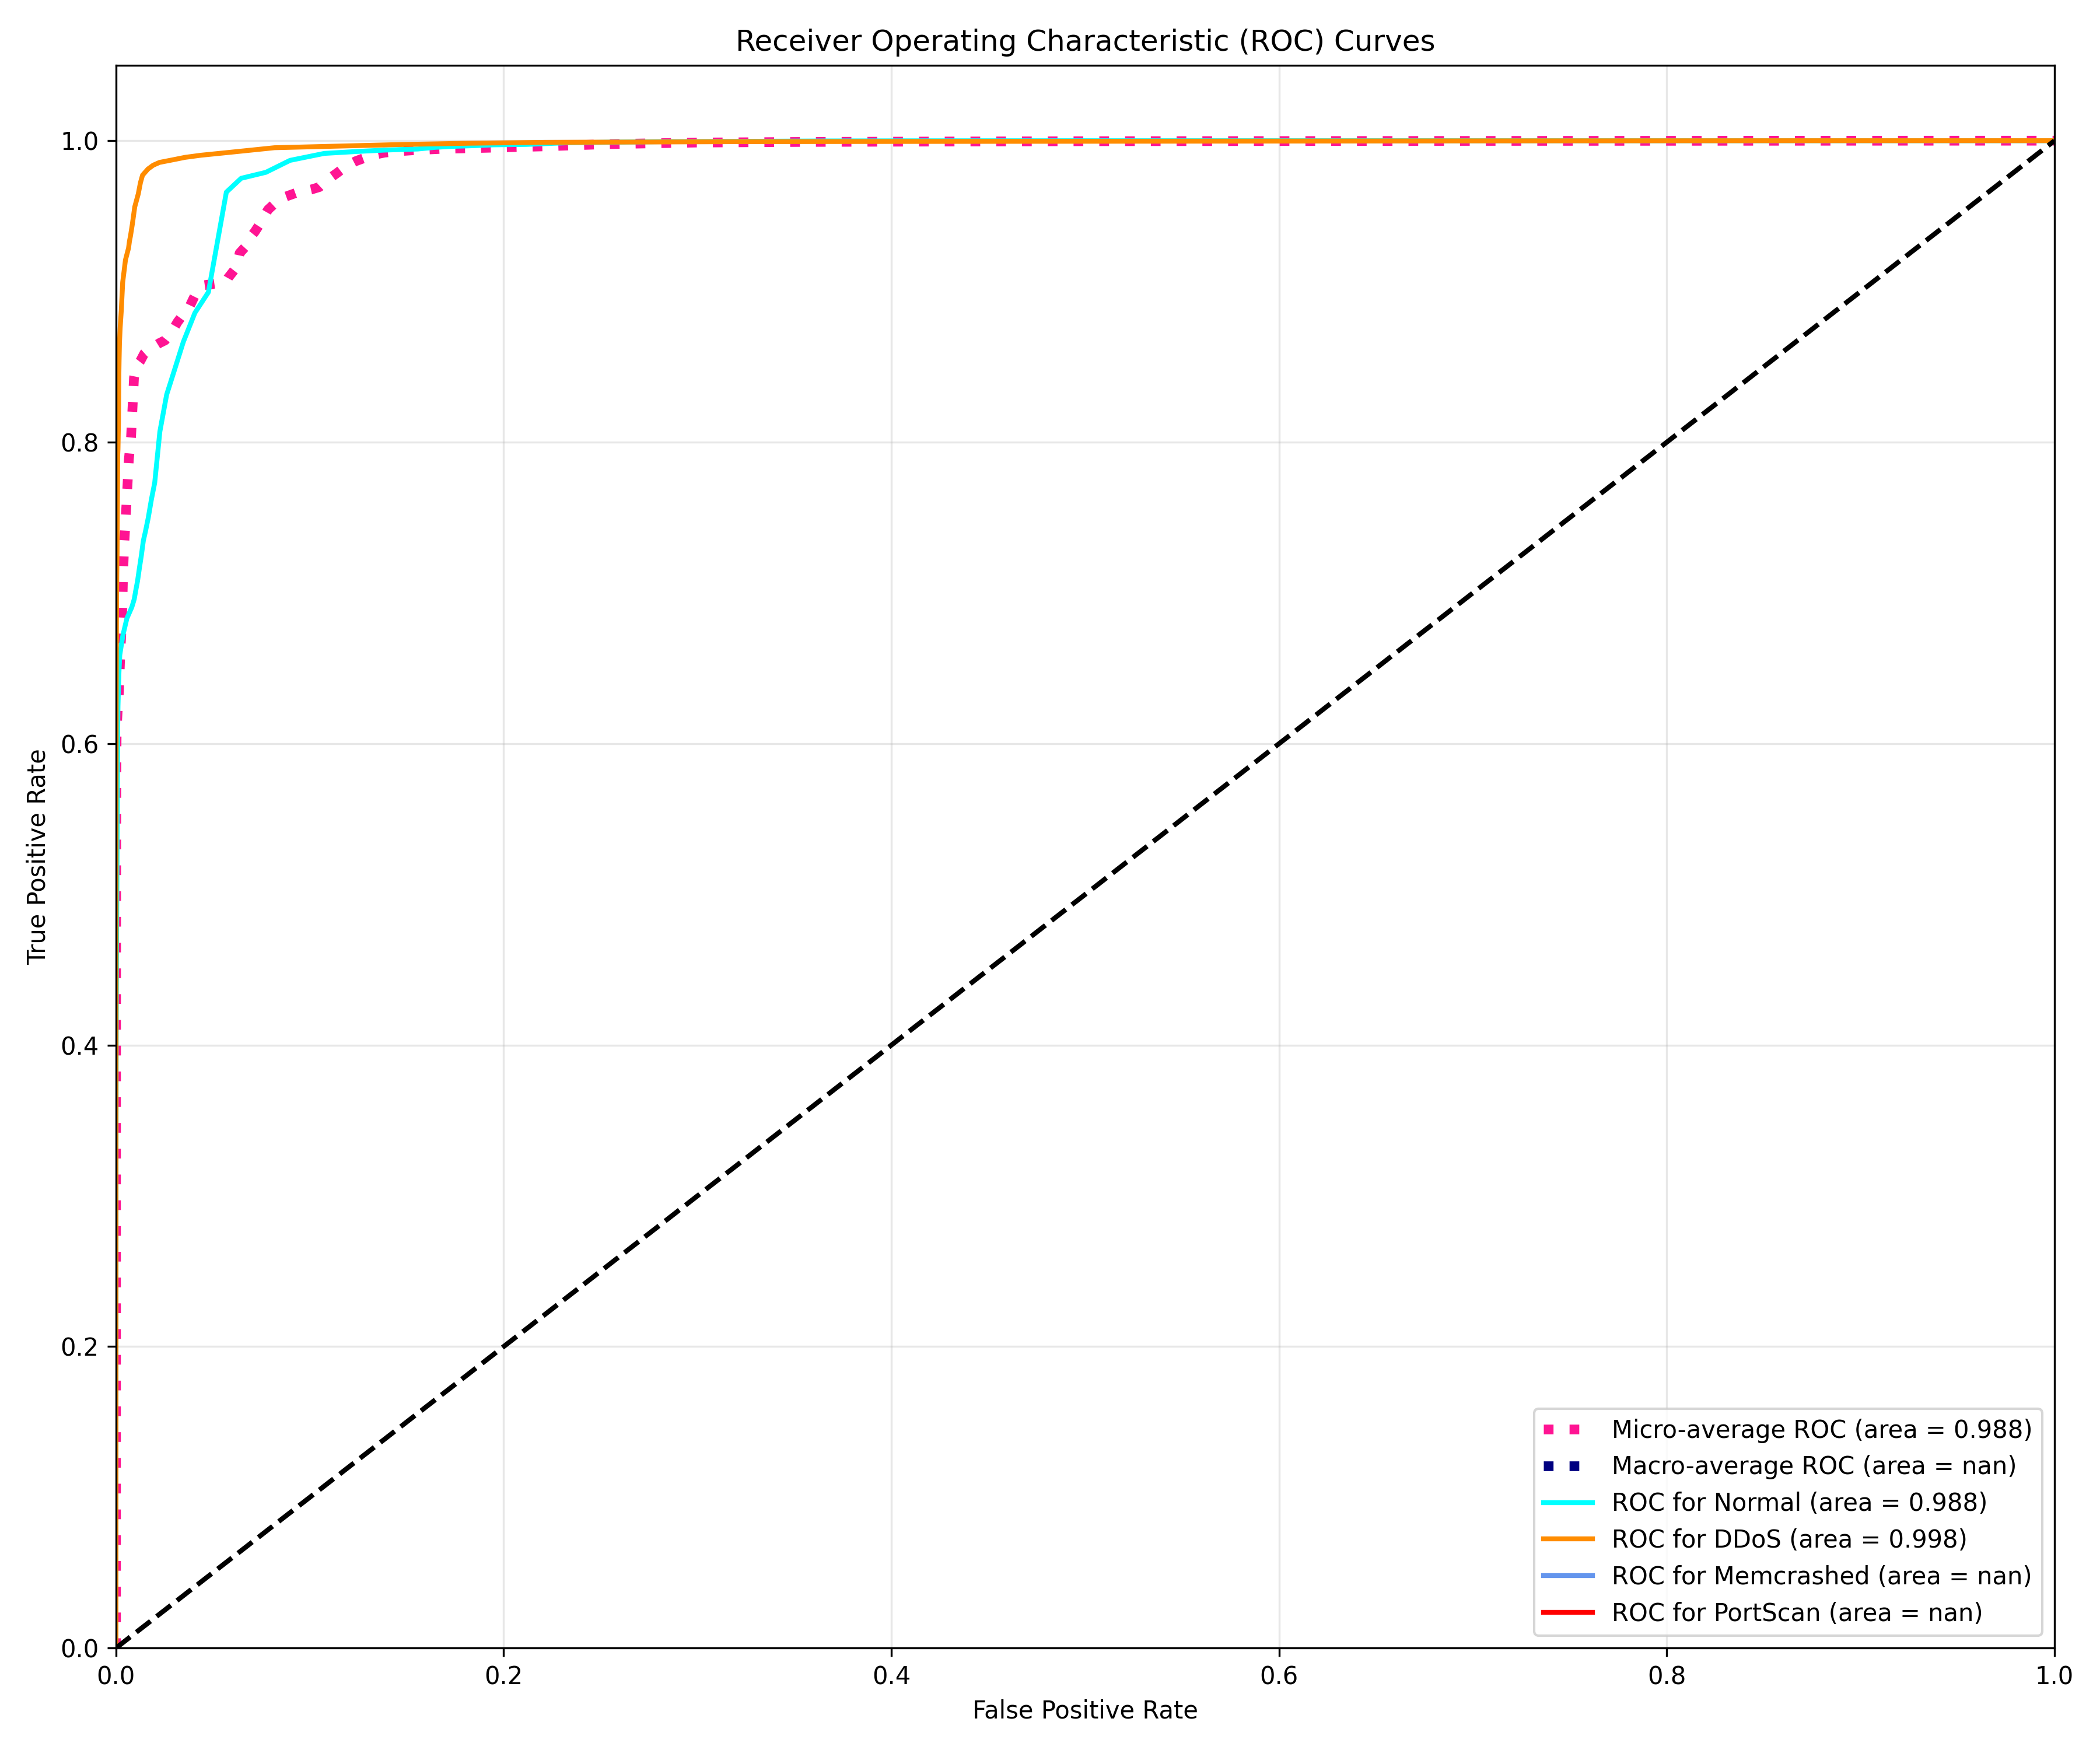 Receiver Operating Characteristic (ROC) Curves
1.0
0.8
0.6
0.4
0.2
0.0
True Positive Rate
0.0 0.2 0.4 0.6 0.8 1.0
False Positive Rate
Micro-average ROC (area = 0.988)
Macro-average ROC (area = nan)
ROC for Normal (area = 0.988)
ROC for DDoS (area = 0.998)
ROC for Memcrashed (area = nan)
ROC for PortScan (area = nan)